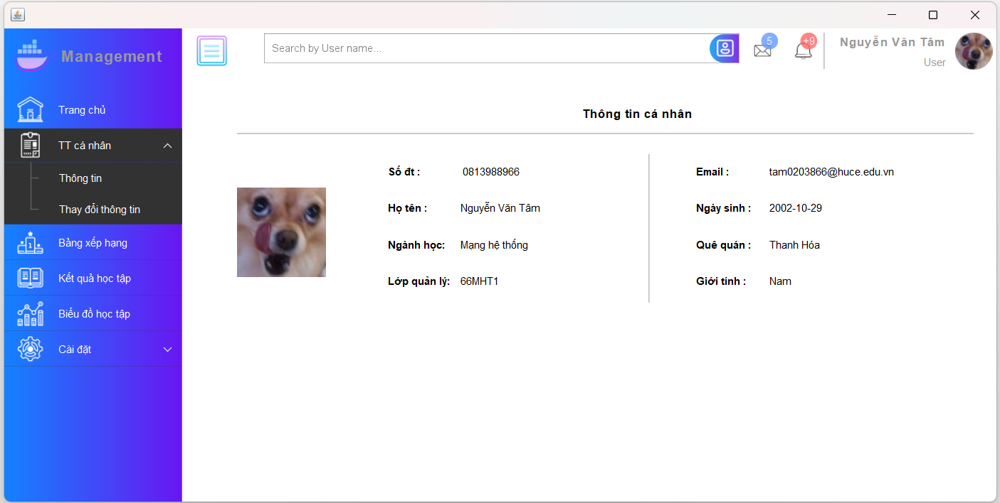 Management
Search by User name...
5
+9
Nguyễn Văn Tâm
User
Trang chủ
TT cá nhân
Thông tin
Thay đổi thông tin
Bảng xếp hạng
Kết quả học tập
Biểu đồ học tập
Cài đặt
Thông tin cá nhân
Số đt : 0813988966
Họ tên : Nguyễn Văn Tâm
Ngành học: Mạng hệ thống
Lớp quản lý: 66MHT1
Email : tam0203866@huce.edu.vn
Ngày sinh : 2002-10-29
Quê quán : Thanh Hóa
Giới tính : Nam